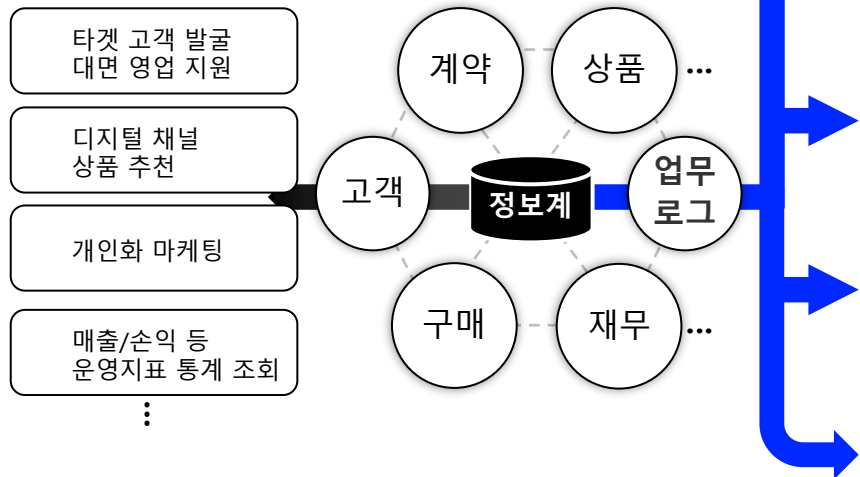 타겟 고객 발굴
대면 영업 지원
디지털 채널
상품 추천
개인화 마케팅
매출/손익 등
운영지표 통계 조회
⋮
계약
상품
...
고객
정보계
업무
로그
구매
재무
...